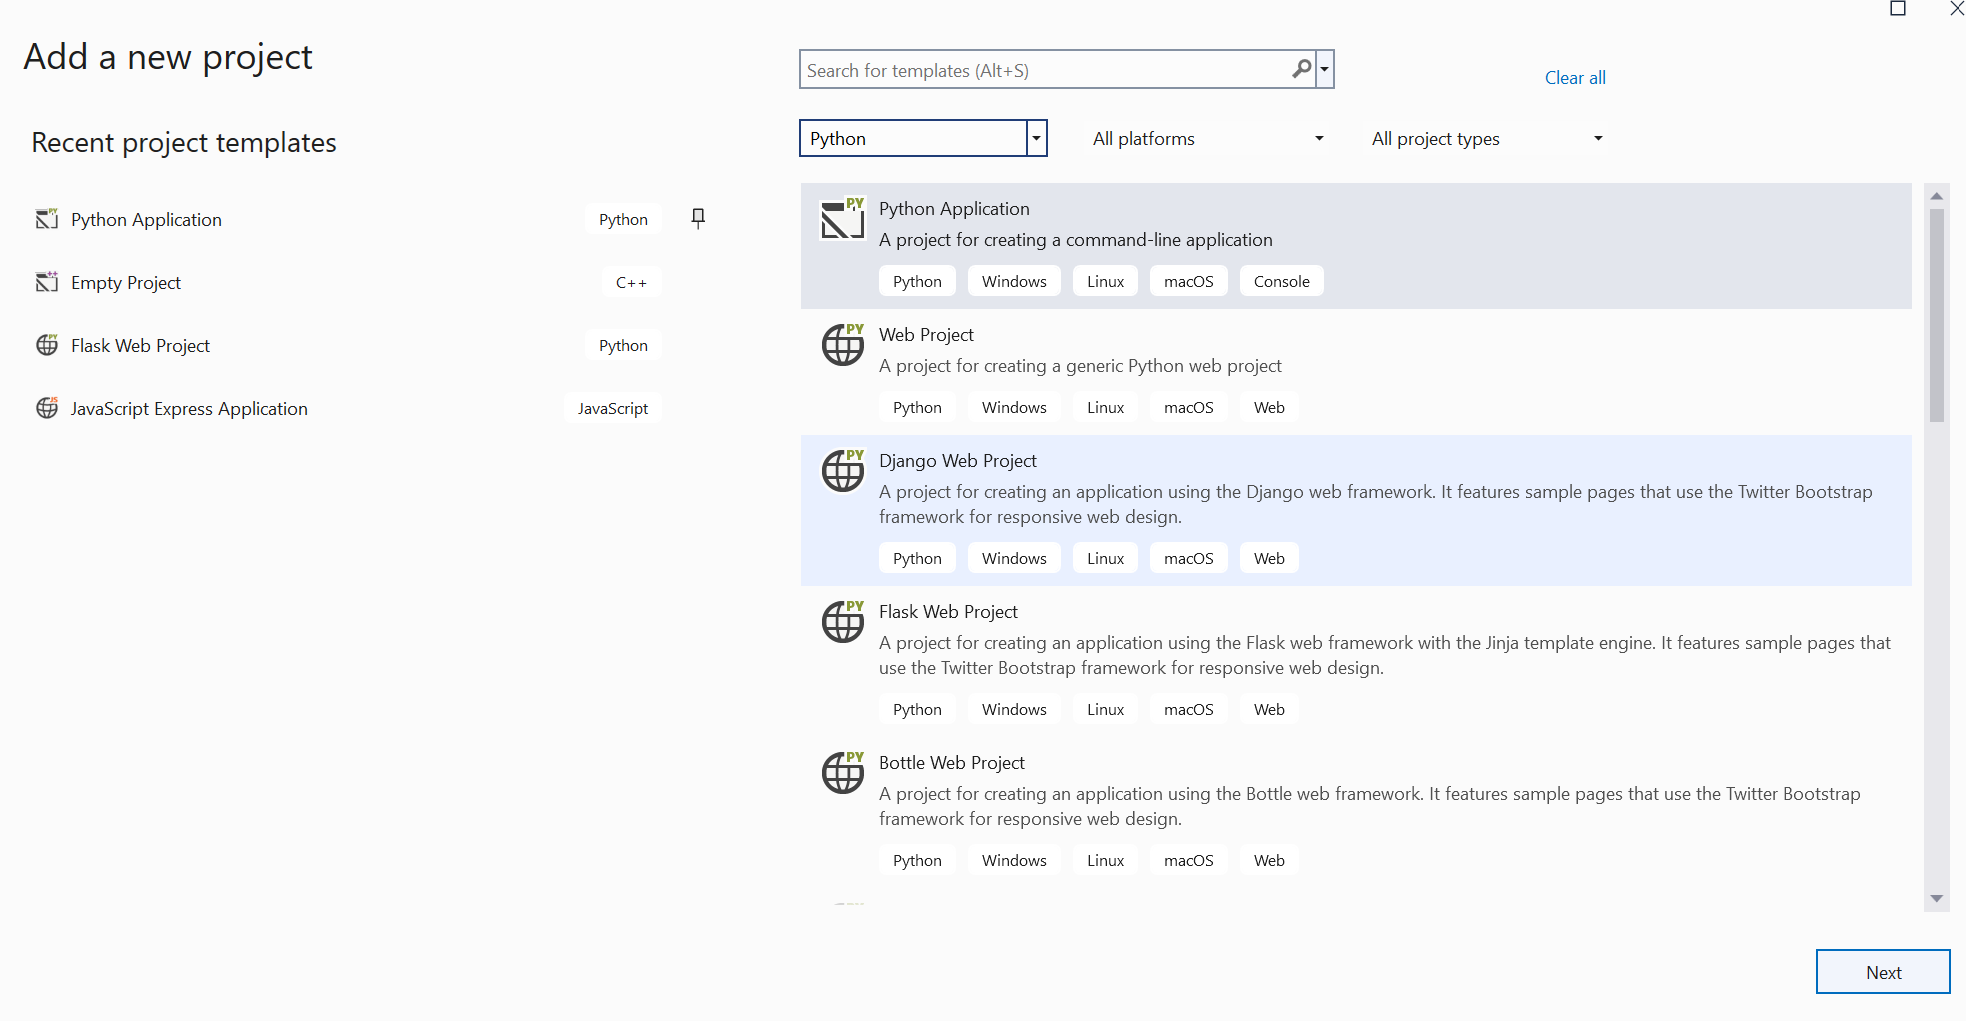 Add a new project
Search for templates (Alt+S)
Clear all
Python
All platforms
All project types
Recent project templates
Python Application
Python
Empty Project
C++
Flask Web Project
Python
JavaScript Express Application
JavaScript
PY
Python Application
A project for creating a command-line application
Python Windows Linux macOS Console
PY
Web Project
A project for creating a generic Python web project
Python Windows Linux macOS Web
PY
Django Web Project
A project for creating an application using the Django web framework. It features sample pages that use the Twitter Bootstrap
framework for responsive web design.
Python Windows Linux macOS Web
PY
Flask Web Project
A project for creating an application using the Flask web framework with the Jinja template engine. It features sample pages that
use the Twitter Bootstrap framework for responsive web design.
Python Windows Linux macOS Web
PY
Bottle Web Project
A project for creating an application using the Bottle web framework. It features sample pages that use the Twitter Bootstrap
framework for responsive web design.
Python Windows Linux macOS Web
Next